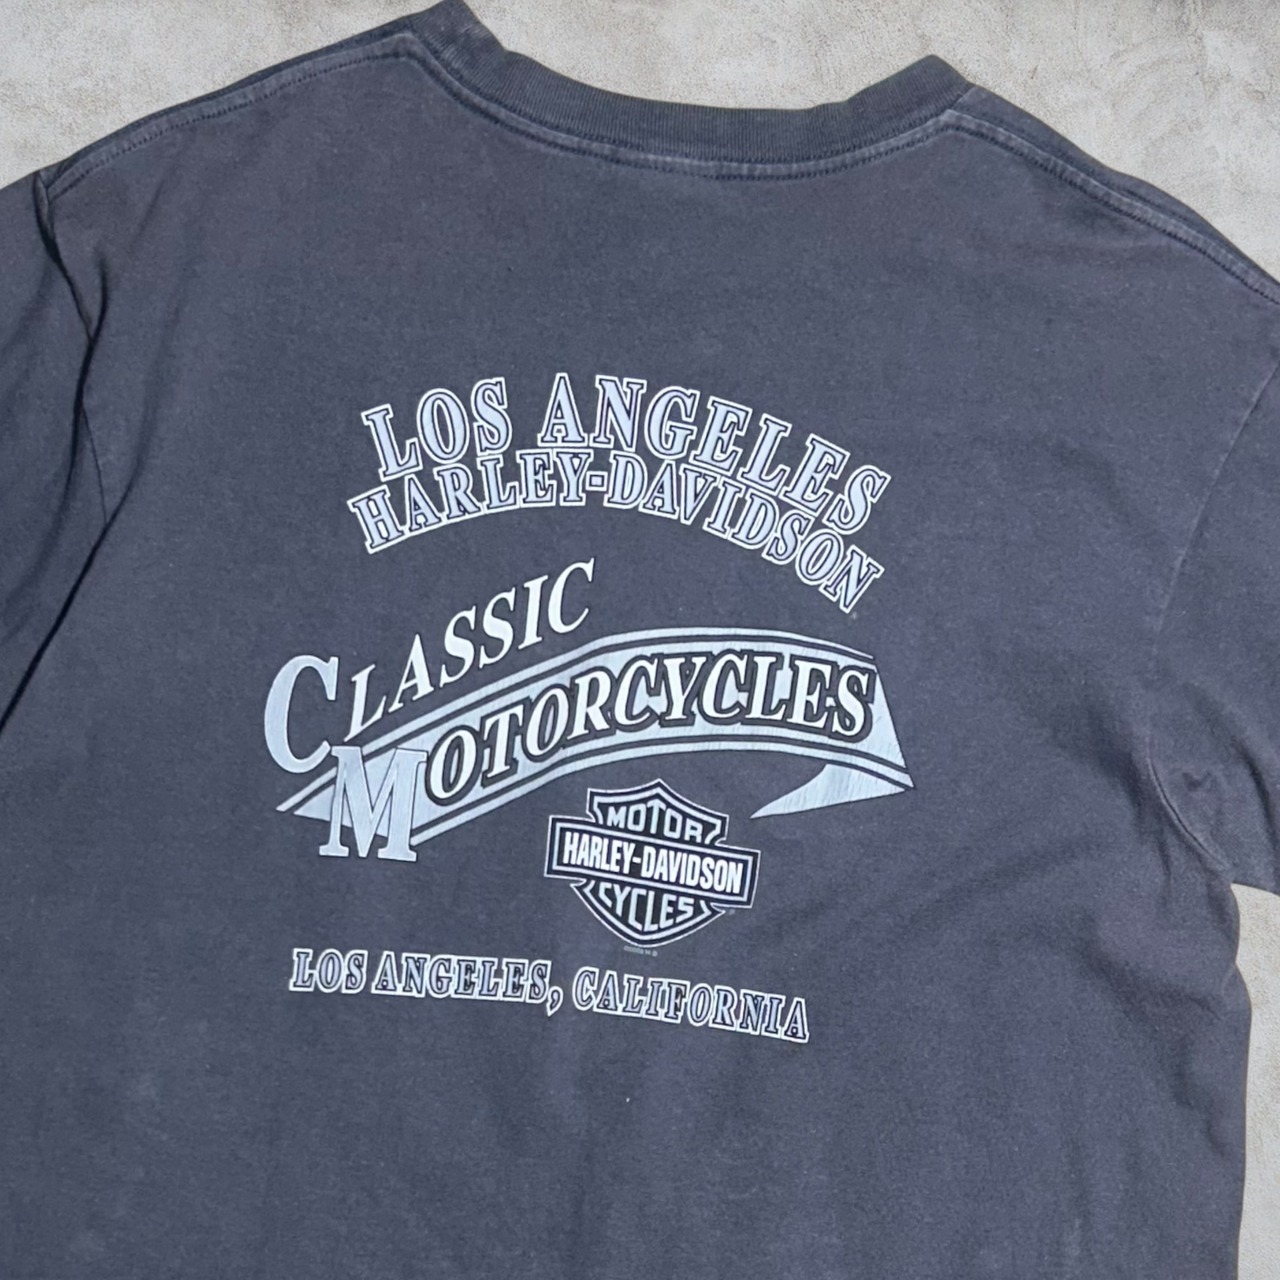 LOS ANGELES
HARLEY-DAVIDSON
CLASSIC
MOTORCYCLES
MOTOR
HARLEY-DAVIDSON
CYCLES
LOS ANGELES, CALIFORNIA